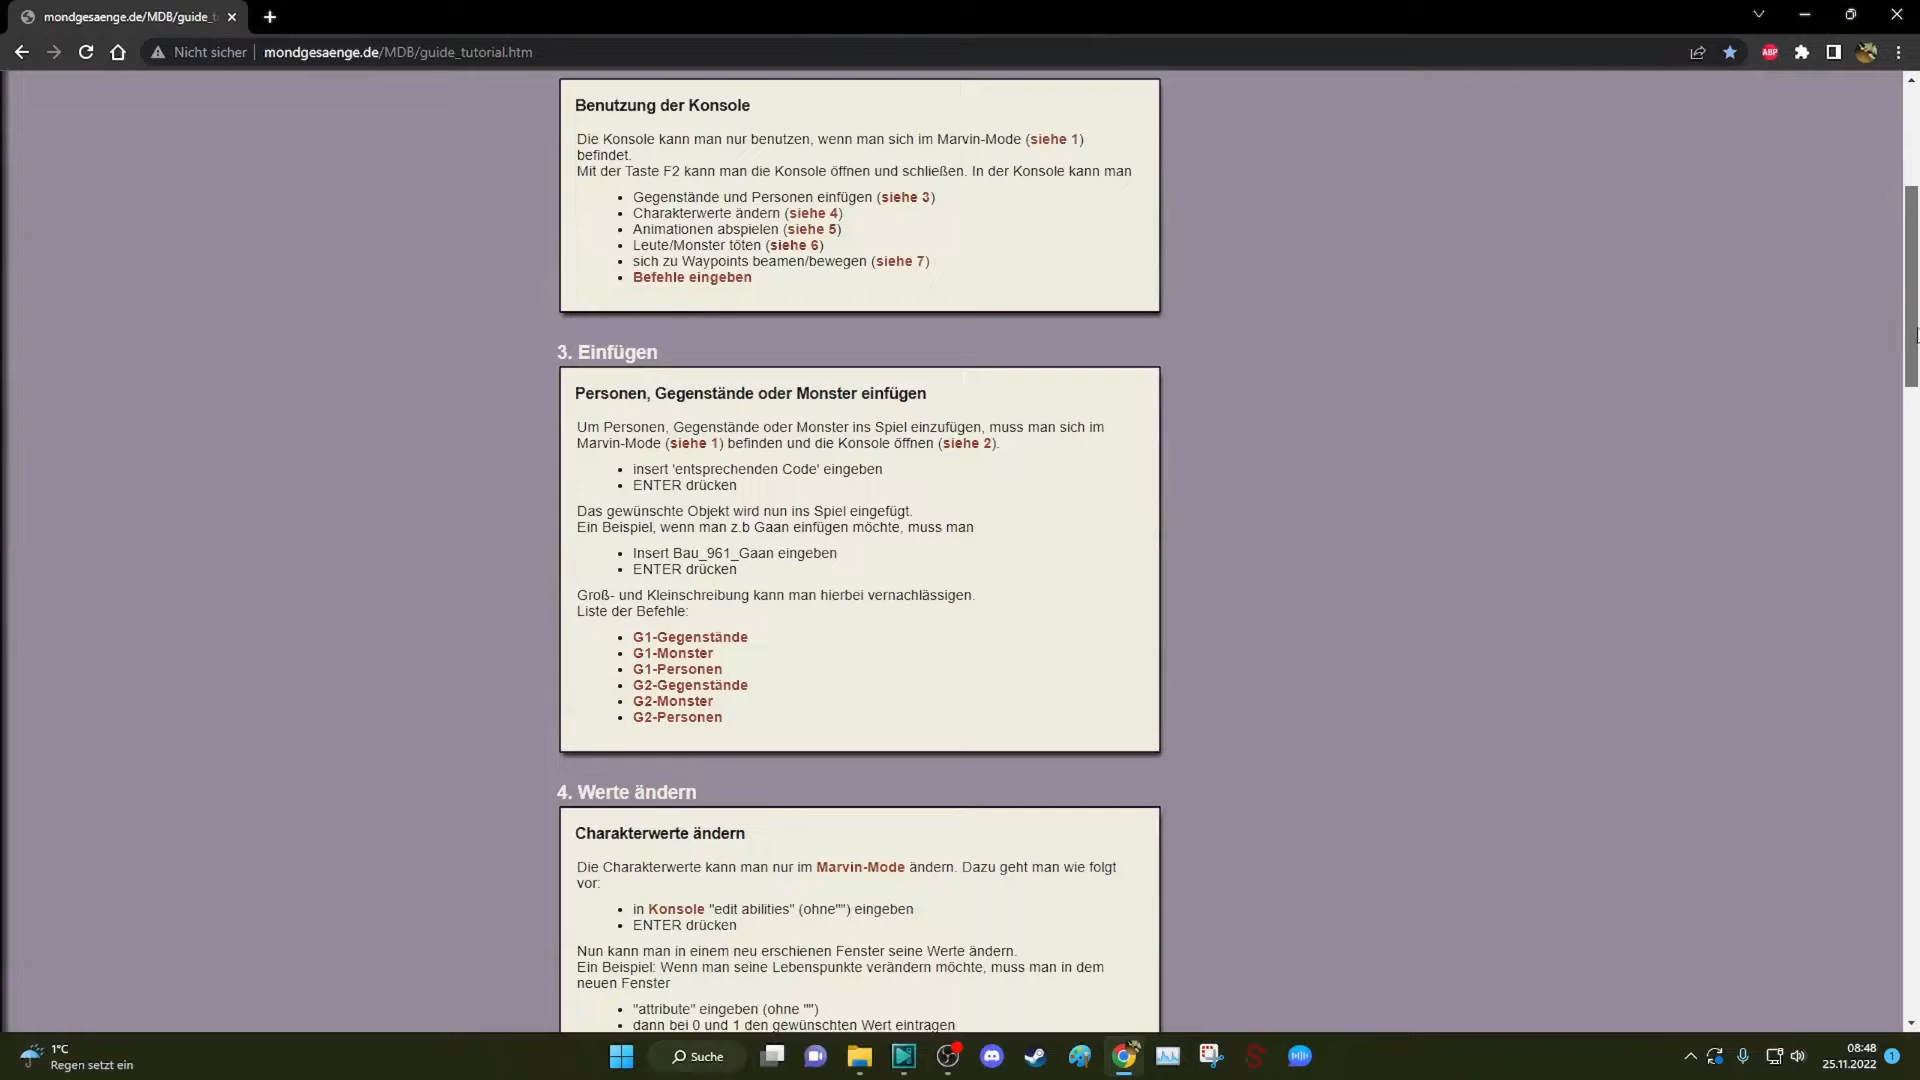 mondgesaenge.de/MDB/guide_t
Nicht sicher
mondgesaenge.de/MDB/guide_tutorial.htm
ABP
Benutzung der Konsole
Die Konsole kann man nur benutzen, wenn man sich im Marvin-Mode (siehe 1)
befindet.
Mit der Taste F2 kann man die Konsole öffnen und schließen. In der Konsole kann man
Gegenstände und Personen einfügen (siehe 3)
Charakterwerte ändern (siehe 4)
Animationen abspielen (siehe 5)
Leute/Monster töten (siehe 6)
sich zu Waypoints beamen/bewegen (siehe 7)
Befehle eingeben
3. Einfügen
Personen, Gegenstände oder Monster einfügen
Um Personen, Gegenstände oder Monster ins Spiel einzufügen, muss man sich im
Marvin-Mode (siehe 1) befinden und die Konsole öffnen (siehe 2).
insert 'entsprechenden Code' eingeben
ENTER drücken
Das gewünschte Objekt wird nun ins Spiel eingefügt.
Ein Beispiel, wenn man z.b Gaan einfügen möchte, muss man
Insert Bau_961_Gaan eingeben
ENTER drücken
Groß- und Kleinschreibung kann man hierbei vernachlässigen.
Liste der Befehle:
G1-Gegenstände
G1-Monster
G1-Personen
G2-Gegenstände
G2-Monster
G2-Personen
4. Werte ändern
Charakterwerte ändern
Die Charakterwerte kann man nur im Marvin-Mode ändern. Dazu geht man wie folgt
vor:
in Konsole "edit abilities" (ohne"") eingeben
ENTER drücken
Nun kann man in einem neu erschienen Fenster seine Werte ändern.
Ein Beispiel: Wenn man seine Lebenspunkte verändern möchte, muss man in dem
neuen Fenster
"attribute" eingeben (ohne "")
dann bei 0 und 1 den gewünschten Wert eintragen
1°C
Regen setzt ein
Suche
08:48
25.11.2022
1